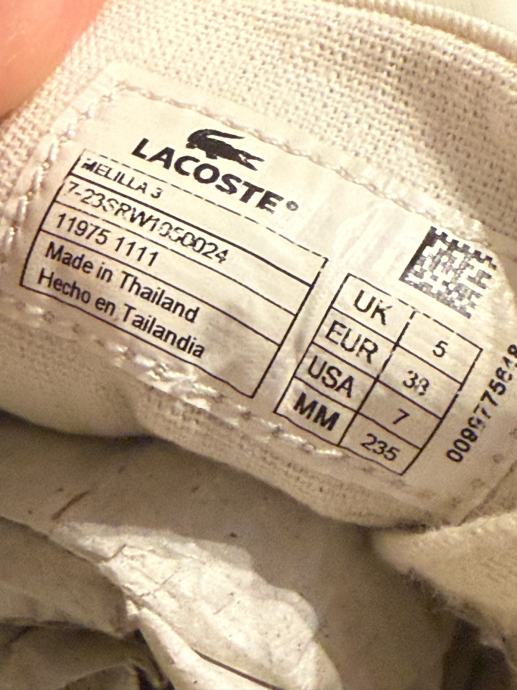 LACOSTE
MELILLA 3
7-23SRW1050024
11975 1111
Made in Thailand
Hecho en Tailandia
UK 5
EUR 38
USA 7
MM 235